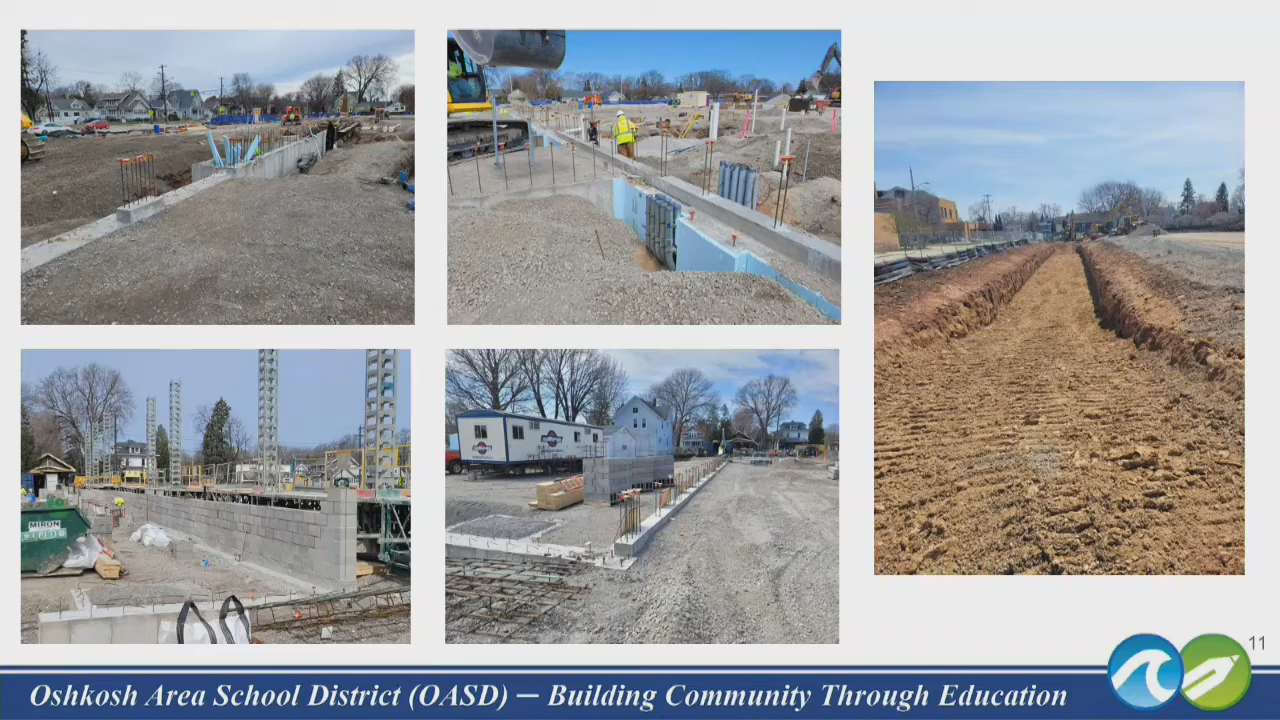 MIRON
11
Oshkosh Area School District (OASD) — Building Community Through Education